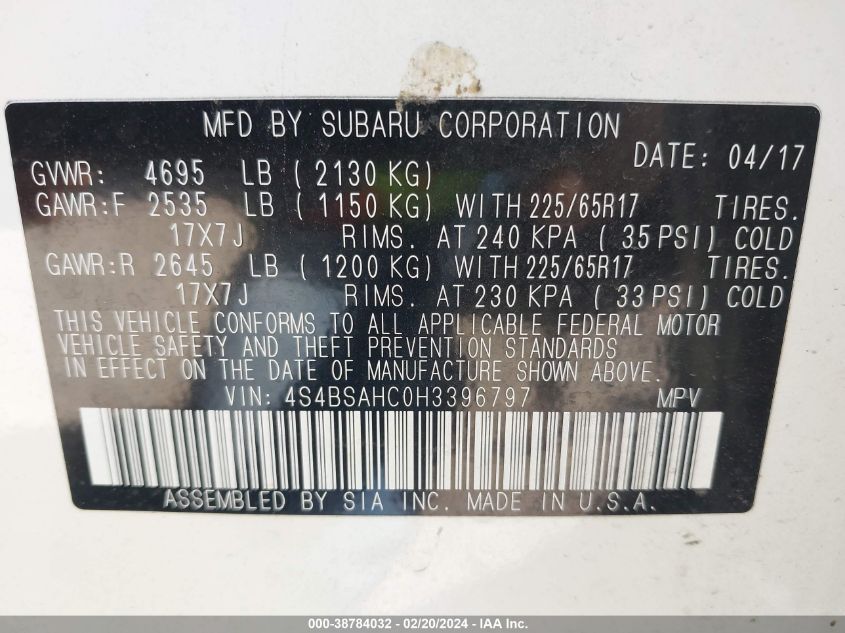 MFD BY SUBARU CORPORATION
DATE: 04/17
GVWR: 4695 LB ( 2130 KG)
GAWR:F 2535 LB ( 1150 KG) WITH 225/65R17 TIRES.
17X7J RIMS. AT 240 KPA ( 35 PSI) COLD
GAWR:R 2645 LB ( 1200 KG) WITH 225/65R17 TIRES.
17X7J RIMS. AT 230 KPA ( 33 PSI) COLD
THIS VEHICLE CONFORMS TO ALL APPLICABLE FEDERAL MOTOR
VEHICLE SAFETY AND THEFT PREVENTION STANDARDS
IN EFFECT ON THE DATE OF MANUFACTURE SHOWN ABOVE.
VIN: 4S4BSAHC0H3396797 MPV
ASSEMBLED BY SIA INC. MADE IN U.S.A.
000-38784032 - 02/20/2024 - IAA Inc.